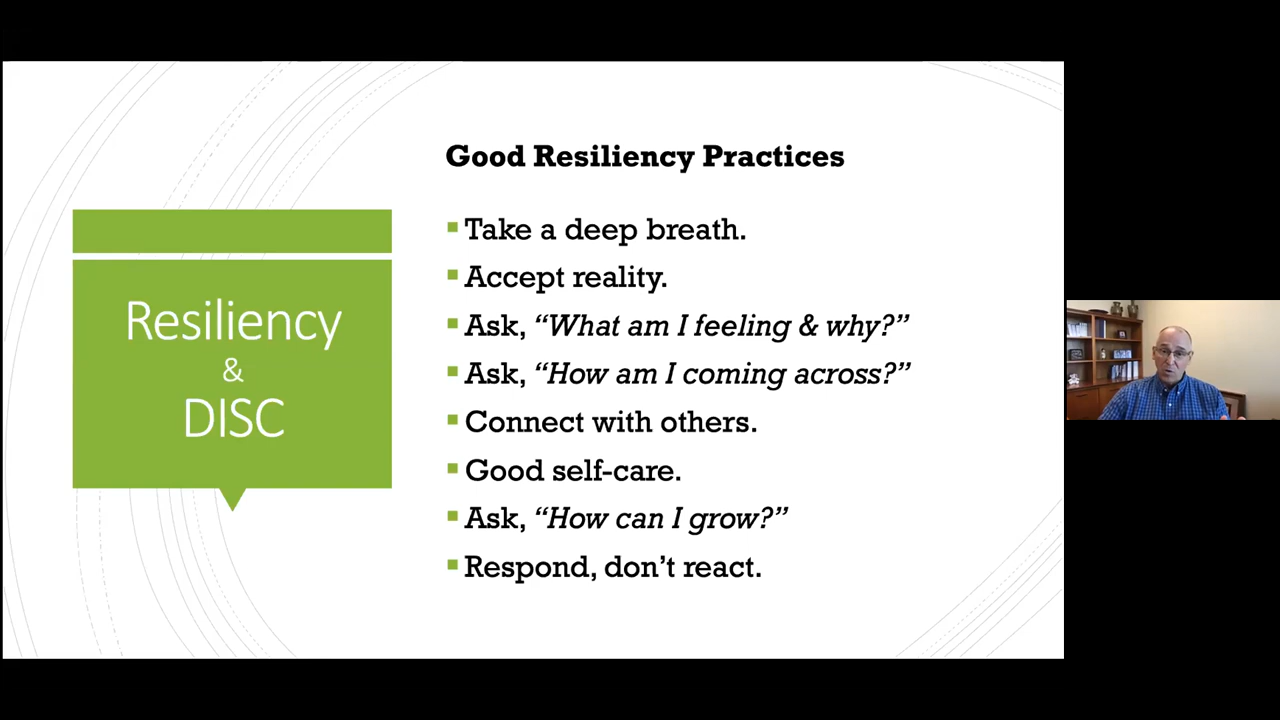 Resiliency
&
DISC
Good Resiliency Practices
Take a deep breath.
Accept reality.
Ask, “What am I feeling & why?”
Ask, “How am I coming across?”
Connect with others.
Good self-care.
Ask, “How can I grow?”
Respond, don’t react.